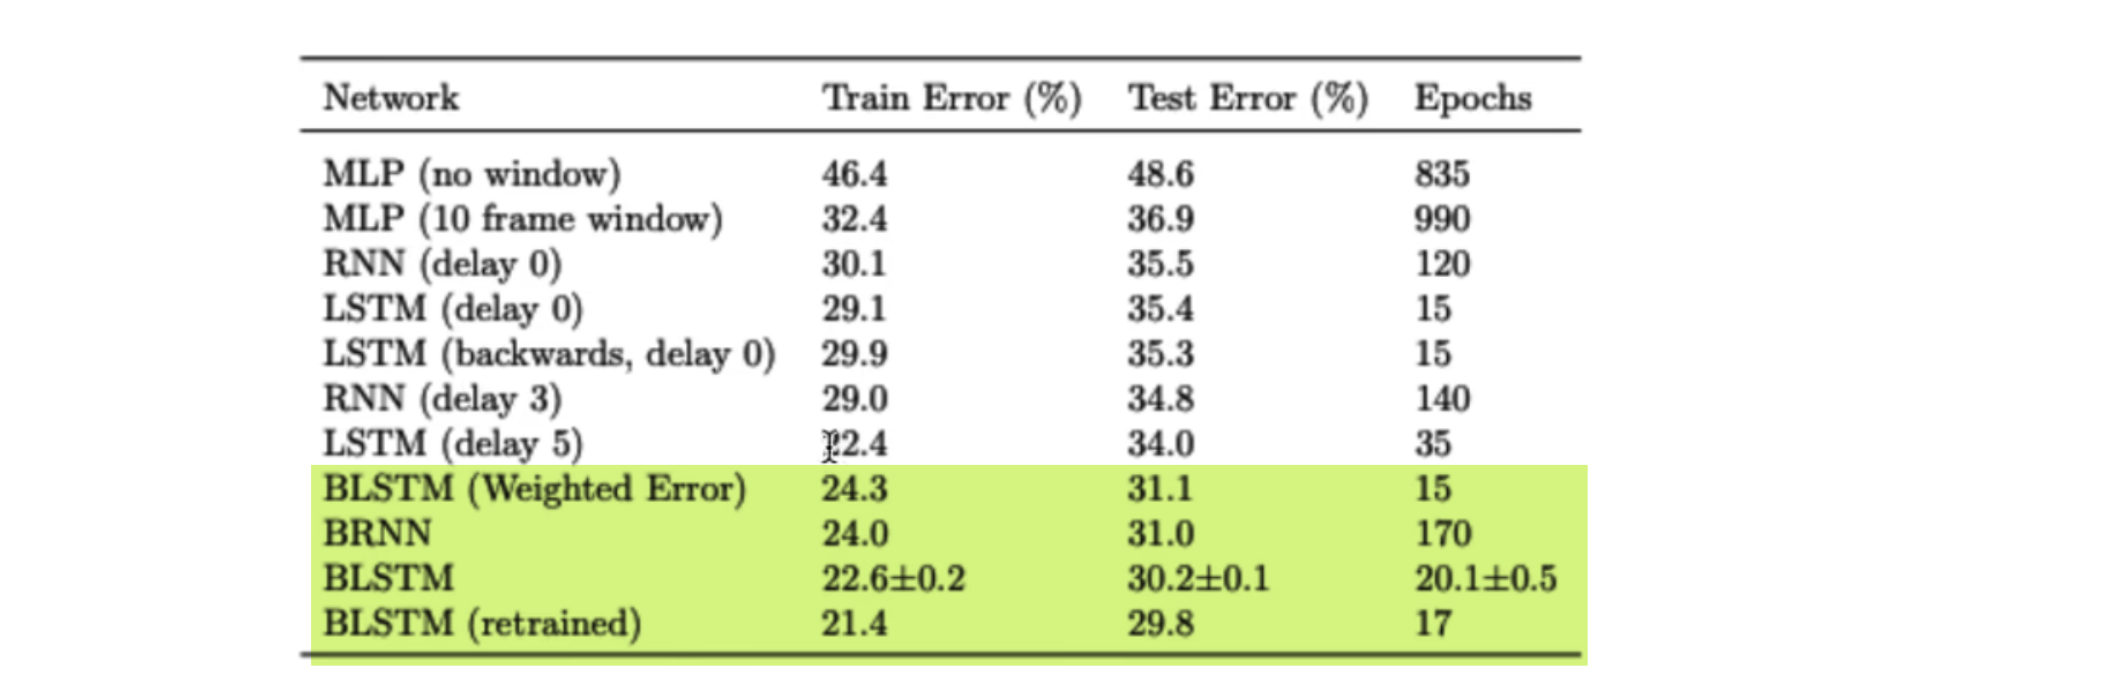 Network Train Error (%) Test Error (%) Epochs
MLP (no window) 46.4 48.6 835
MLP (10 frame window) 32.4 36.9 990
RNN (delay 0) 30.1 35.5 120
LSTM (delay 0) 29.1 35.4 15
LSTM (backwards, delay 0) 29.9 35.3 15
RNN (delay 3) 29.0 34.8 140
LSTM (delay 5) 22.4 34.0 35
BLSTM (Weighted Error) 24.3 31.1 15
BRNN 24.0 31.0 170
BLSTM 22.6±0.2 30.2±0.1 20.1±0.5
BLSTM (retrained) 21.4 29.8 17